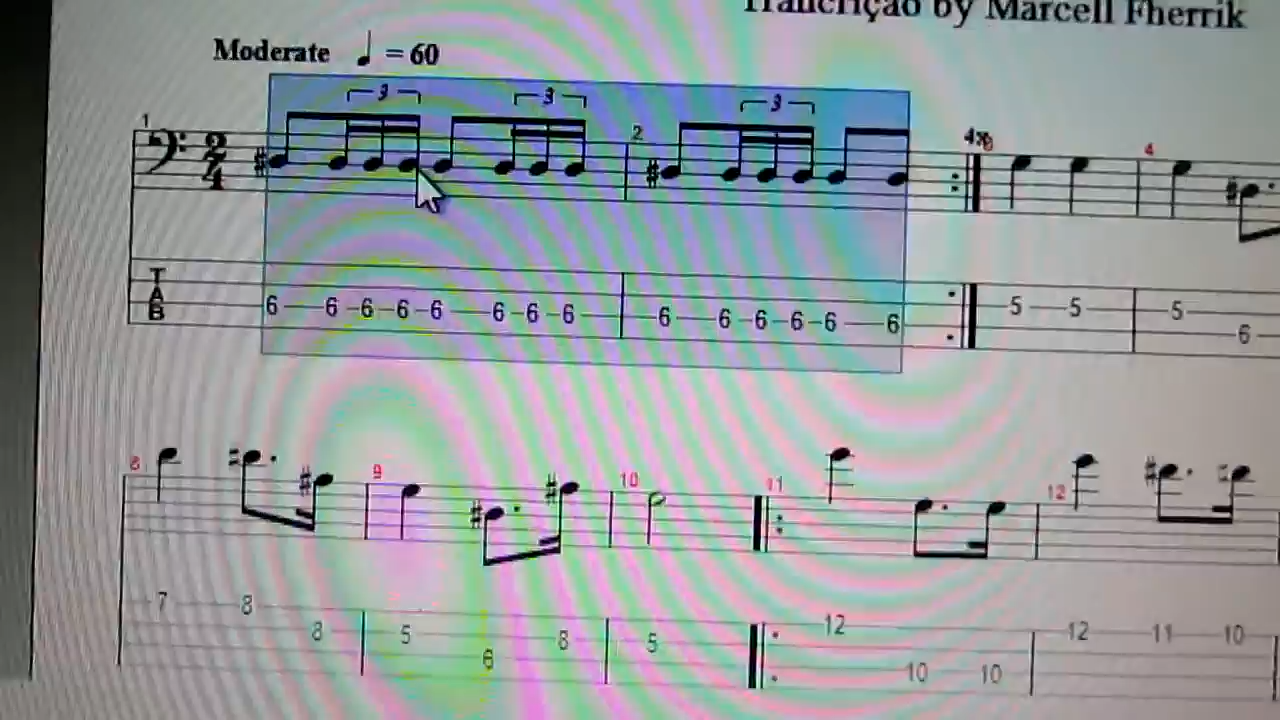 Trancrição by Marcell Fherrik
Moderate ♩ = 60
3 3 3
1 2 4x 4
2
4
T
A
B
6 6 6 6 6 6 6 6 6 6 6 6 6 6 5 5 5 6
8 9 10 11 12
7 8 8 5 6 8 5 12 10 10 12 11 10